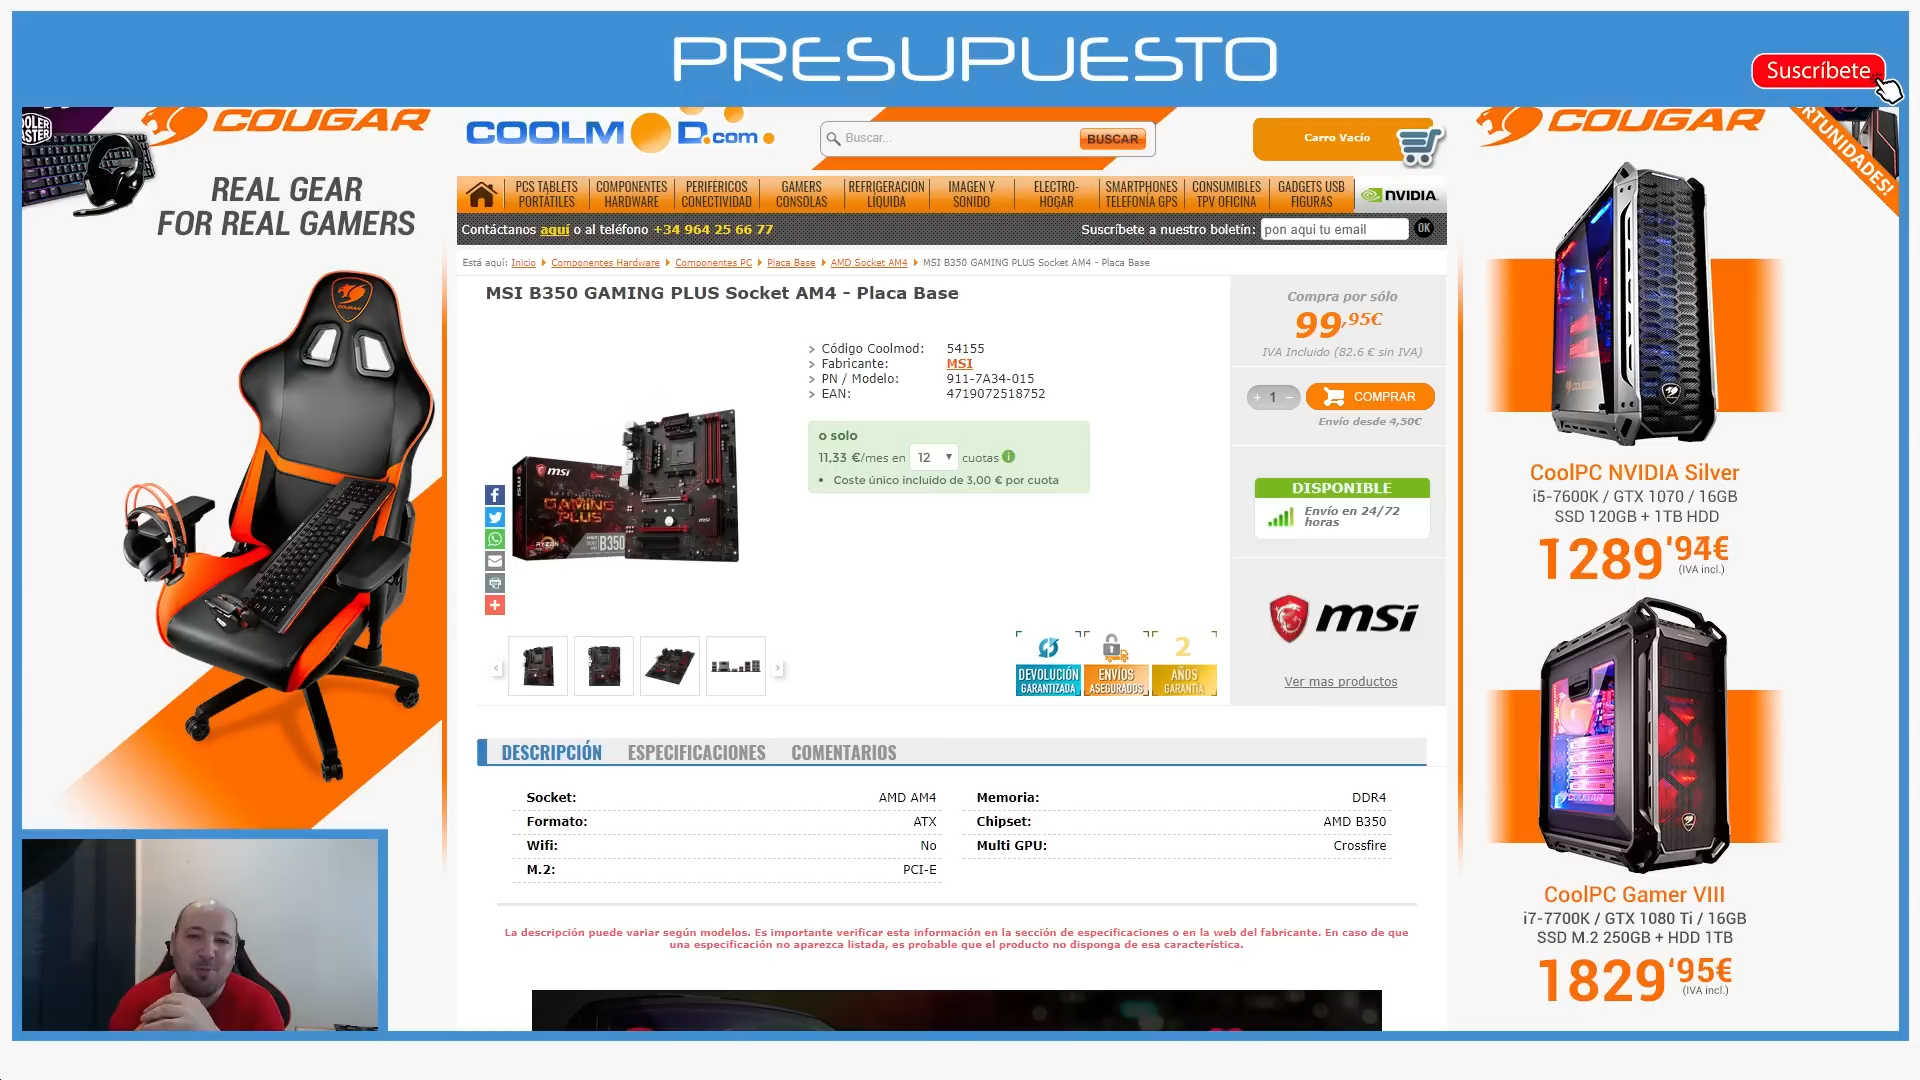 PRESUPUESTO
Suscríbete
COUGAR
REAL GEAR
FOR REAL GAMERS
COOLMOD.com
Buscar...
BUSCAR
Carro Vacío
PCS TABLETS PORTÁTILES
COMPONENTES HARDWARE
PERIFÉRICOS CONECTIVIDAD
GAMERS CONSOLAS
REFRIGERACIÓN LÍQUIDA
IMAGEN Y SONIDO
ELECTRO-HOGAR
SMARTPHONES TELEFONÍA GPS
CONSUMIBLES TPV OFICINA
GADGETS USB FIGURAS
NVIDIA.
Contáctanos aquí o al teléfono +34 964 25 66 77
Suscríbete a nuestro boletín: pon aqui tu email OK
Está aquí: Inicio Componentes Hardware Componentes PC Placa Base AMD Socket AM4 MSI B350 GAMING PLUS Socket AM4 - Placa Base
MSI B350 GAMING PLUS Socket AM4 - Placa Base
Código Coolmod: 54155
Fabricante: MSI
PN / Modelo: 911-7A34-015
EAN: 4719072518752
o solo
11,33 €/mes en 12 cuotas
Coste único incluido de 3,00 € por cuota
msi
GAMING
PLUS
RYZEN
B350
DEVOLUCIÓN GARANTIZADA
ENVÍOS ASEGURADOS
2 AÑOS GARANTÍA
Compra por sólo
99,95€
IVA Incluido (82.6 € sin IVA)
+ 1 −
COMPRAR
Envío desde 4,50€
DISPONIBLE
Envío en 24/72
horas
msi
Ver mas productos
DESCRIPCIÓN ESPECIFICACIONES COMENTARIOS
Socket: AMD AM4
Formato: ATX
Wifi: No
M.2: PCI-E
Memoria: DDR4
Chipset: AMD B350
Multi GPU: Crossfire
La descripción puede variar según modelos. Es importante verificar esta información en la sección de especificaciones o en la web del fabricante. En caso de que
una especificación no aparezca listada, es probable que el producto no disponga de esa característica.
COUGAR
CoolPC NVIDIA Silver
i5-7600K / GTX 1070 / 16GB
SSD 120GB + 1TB HDD
1289'94€
(IVA incl.)
CoolPC Gamer VIII
i7-7700K / GTX 1080 Ti / 16GB
SSD M.2 250GB + HDD 1TB
1829'95€
(IVA incl.)